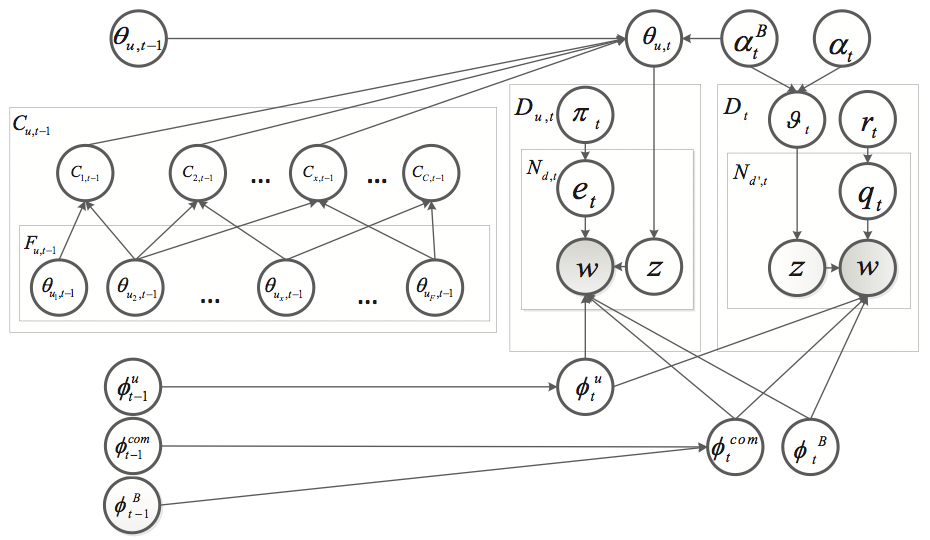 θ_{u,t-1}
θ_{u,t}
α_t^B
α_t
C_{u,t-1}
D_{u,t}
π_t
D_t
ϑ_t
r_t
C_{1,t-1}
C_{2,t-1}
...
C_{x,t-1}
...
C_{C,t-1}
N_{d,t}
e_t
N_{d',t}
q_t
F_{u,t-1}
w
z
z
w
θ_{u_1,t-1}
θ_{u_2,t-1}
...
θ_{u_x,t-1}
...
θ_{u_F,t-1}
ϕ_{t-1}^u
ϕ_t^u
ϕ_{t-1}^{com}
ϕ_t^{com}
ϕ_t^B
ϕ_{t-1}^B